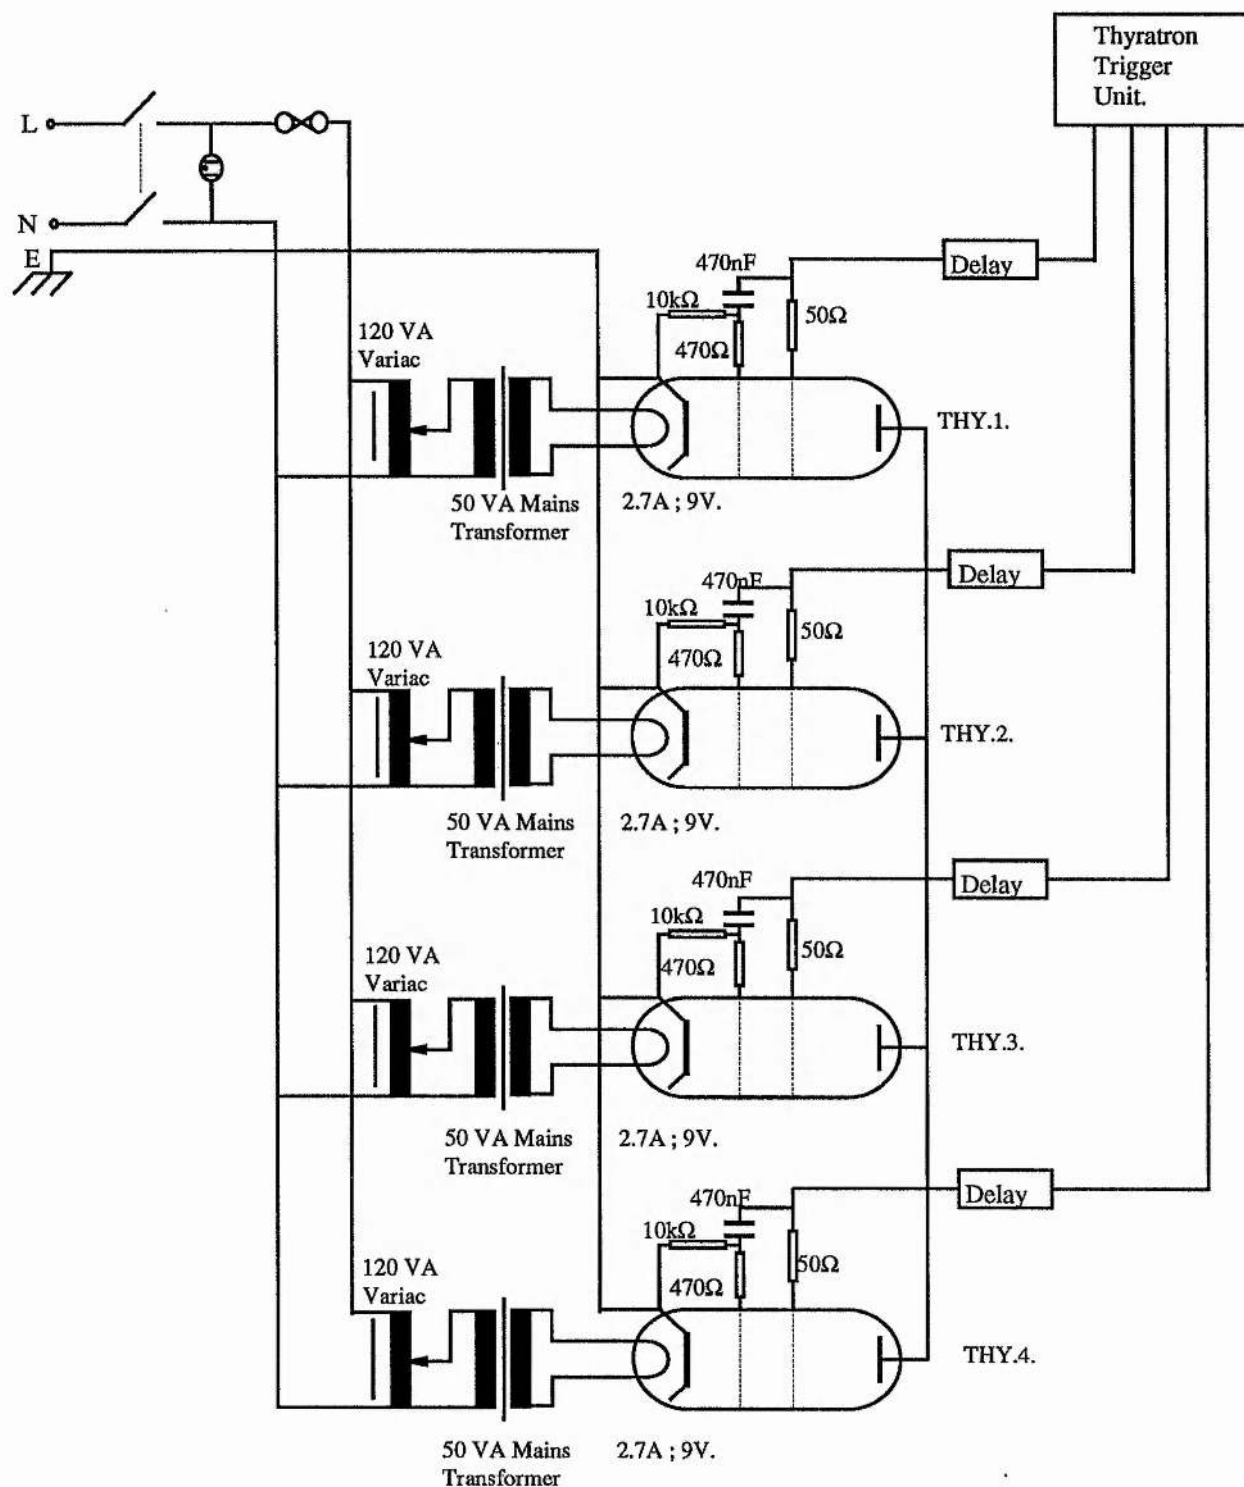 Thyratron
Trigger
Unit.
L
N
E
Delay
470nF
10kΩ
50Ω
470Ω
120 VA
Variac
THY.1.
50 VA Mains
Transformer
2.7A ; 9V.
Delay
470nF
10kΩ
50Ω
470Ω
120 VA
Variac
THY.2.
50 VA Mains
Transformer
2.7A ; 9V.
Delay
470nF
10kΩ
50Ω
470Ω
120 VA
Variac
THY.3.
50 VA Mains
Transformer
2.7A ; 9V.
Delay
470nF
10kΩ
50Ω
470Ω
120 VA
Variac
THY.4.
50 VA Mains
Transformer
2.7A ; 9V.